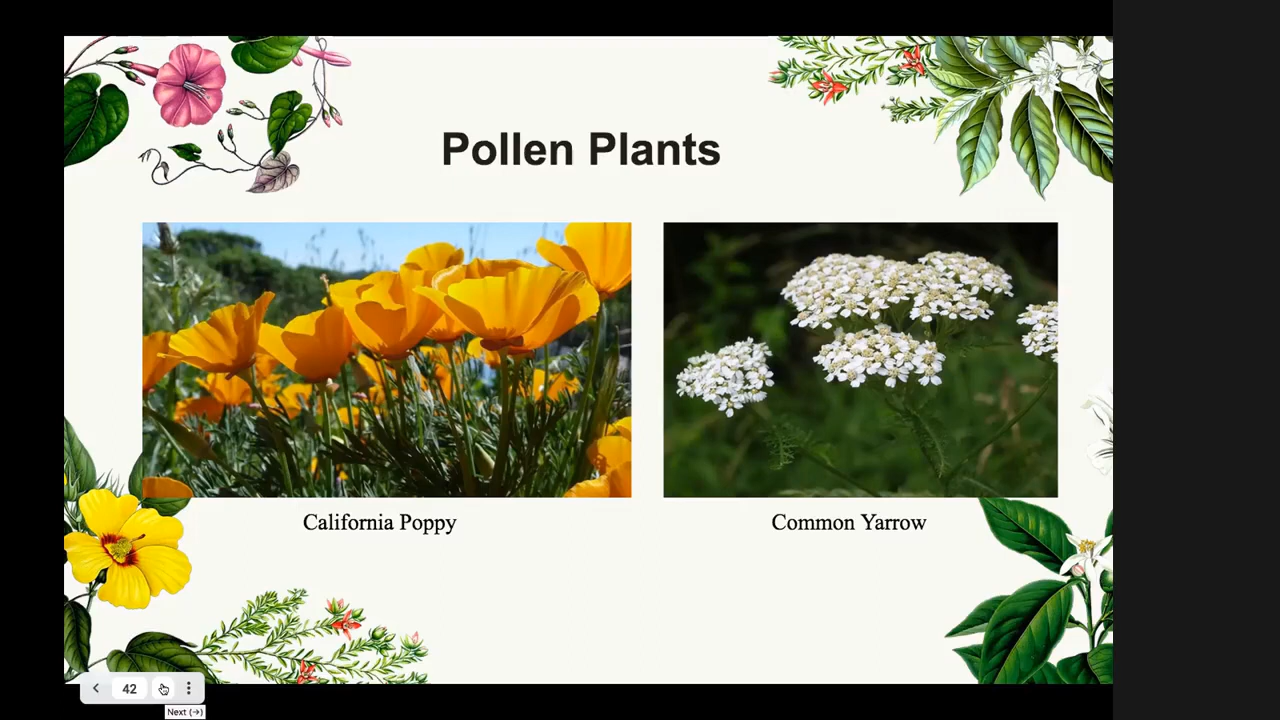 Pollen Plants
California Poppy
Common Yarrow
42
Next (→)